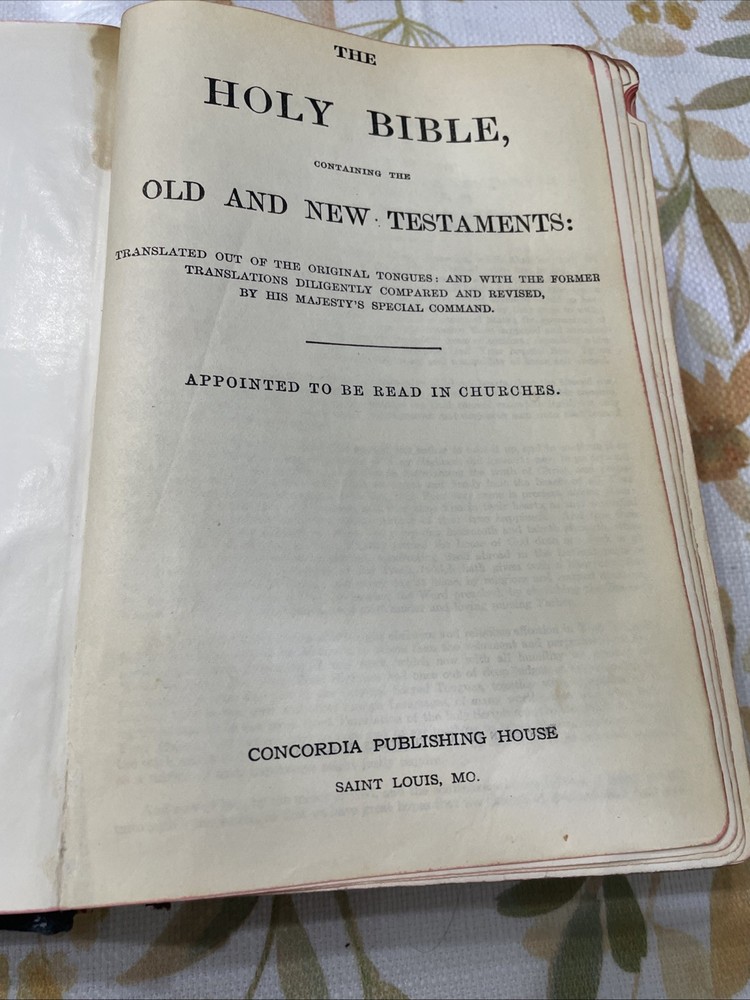 THE
HOLY BIBLE,
CONTAINING THE
OLD AND NEW TESTAMENTS:
TRANSLATED OUT OF THE ORIGINAL TONGUES: AND WITH THE FORMER
TRANSLATIONS DILIGENTLY COMPARED AND REVISED,
BY HIS MAJESTY'S SPECIAL COMMAND.
APPOINTED TO BE READ IN CHURCHES.
CONCORDIA PUBLISHING HOUSE
SAINT LOUIS, MO.